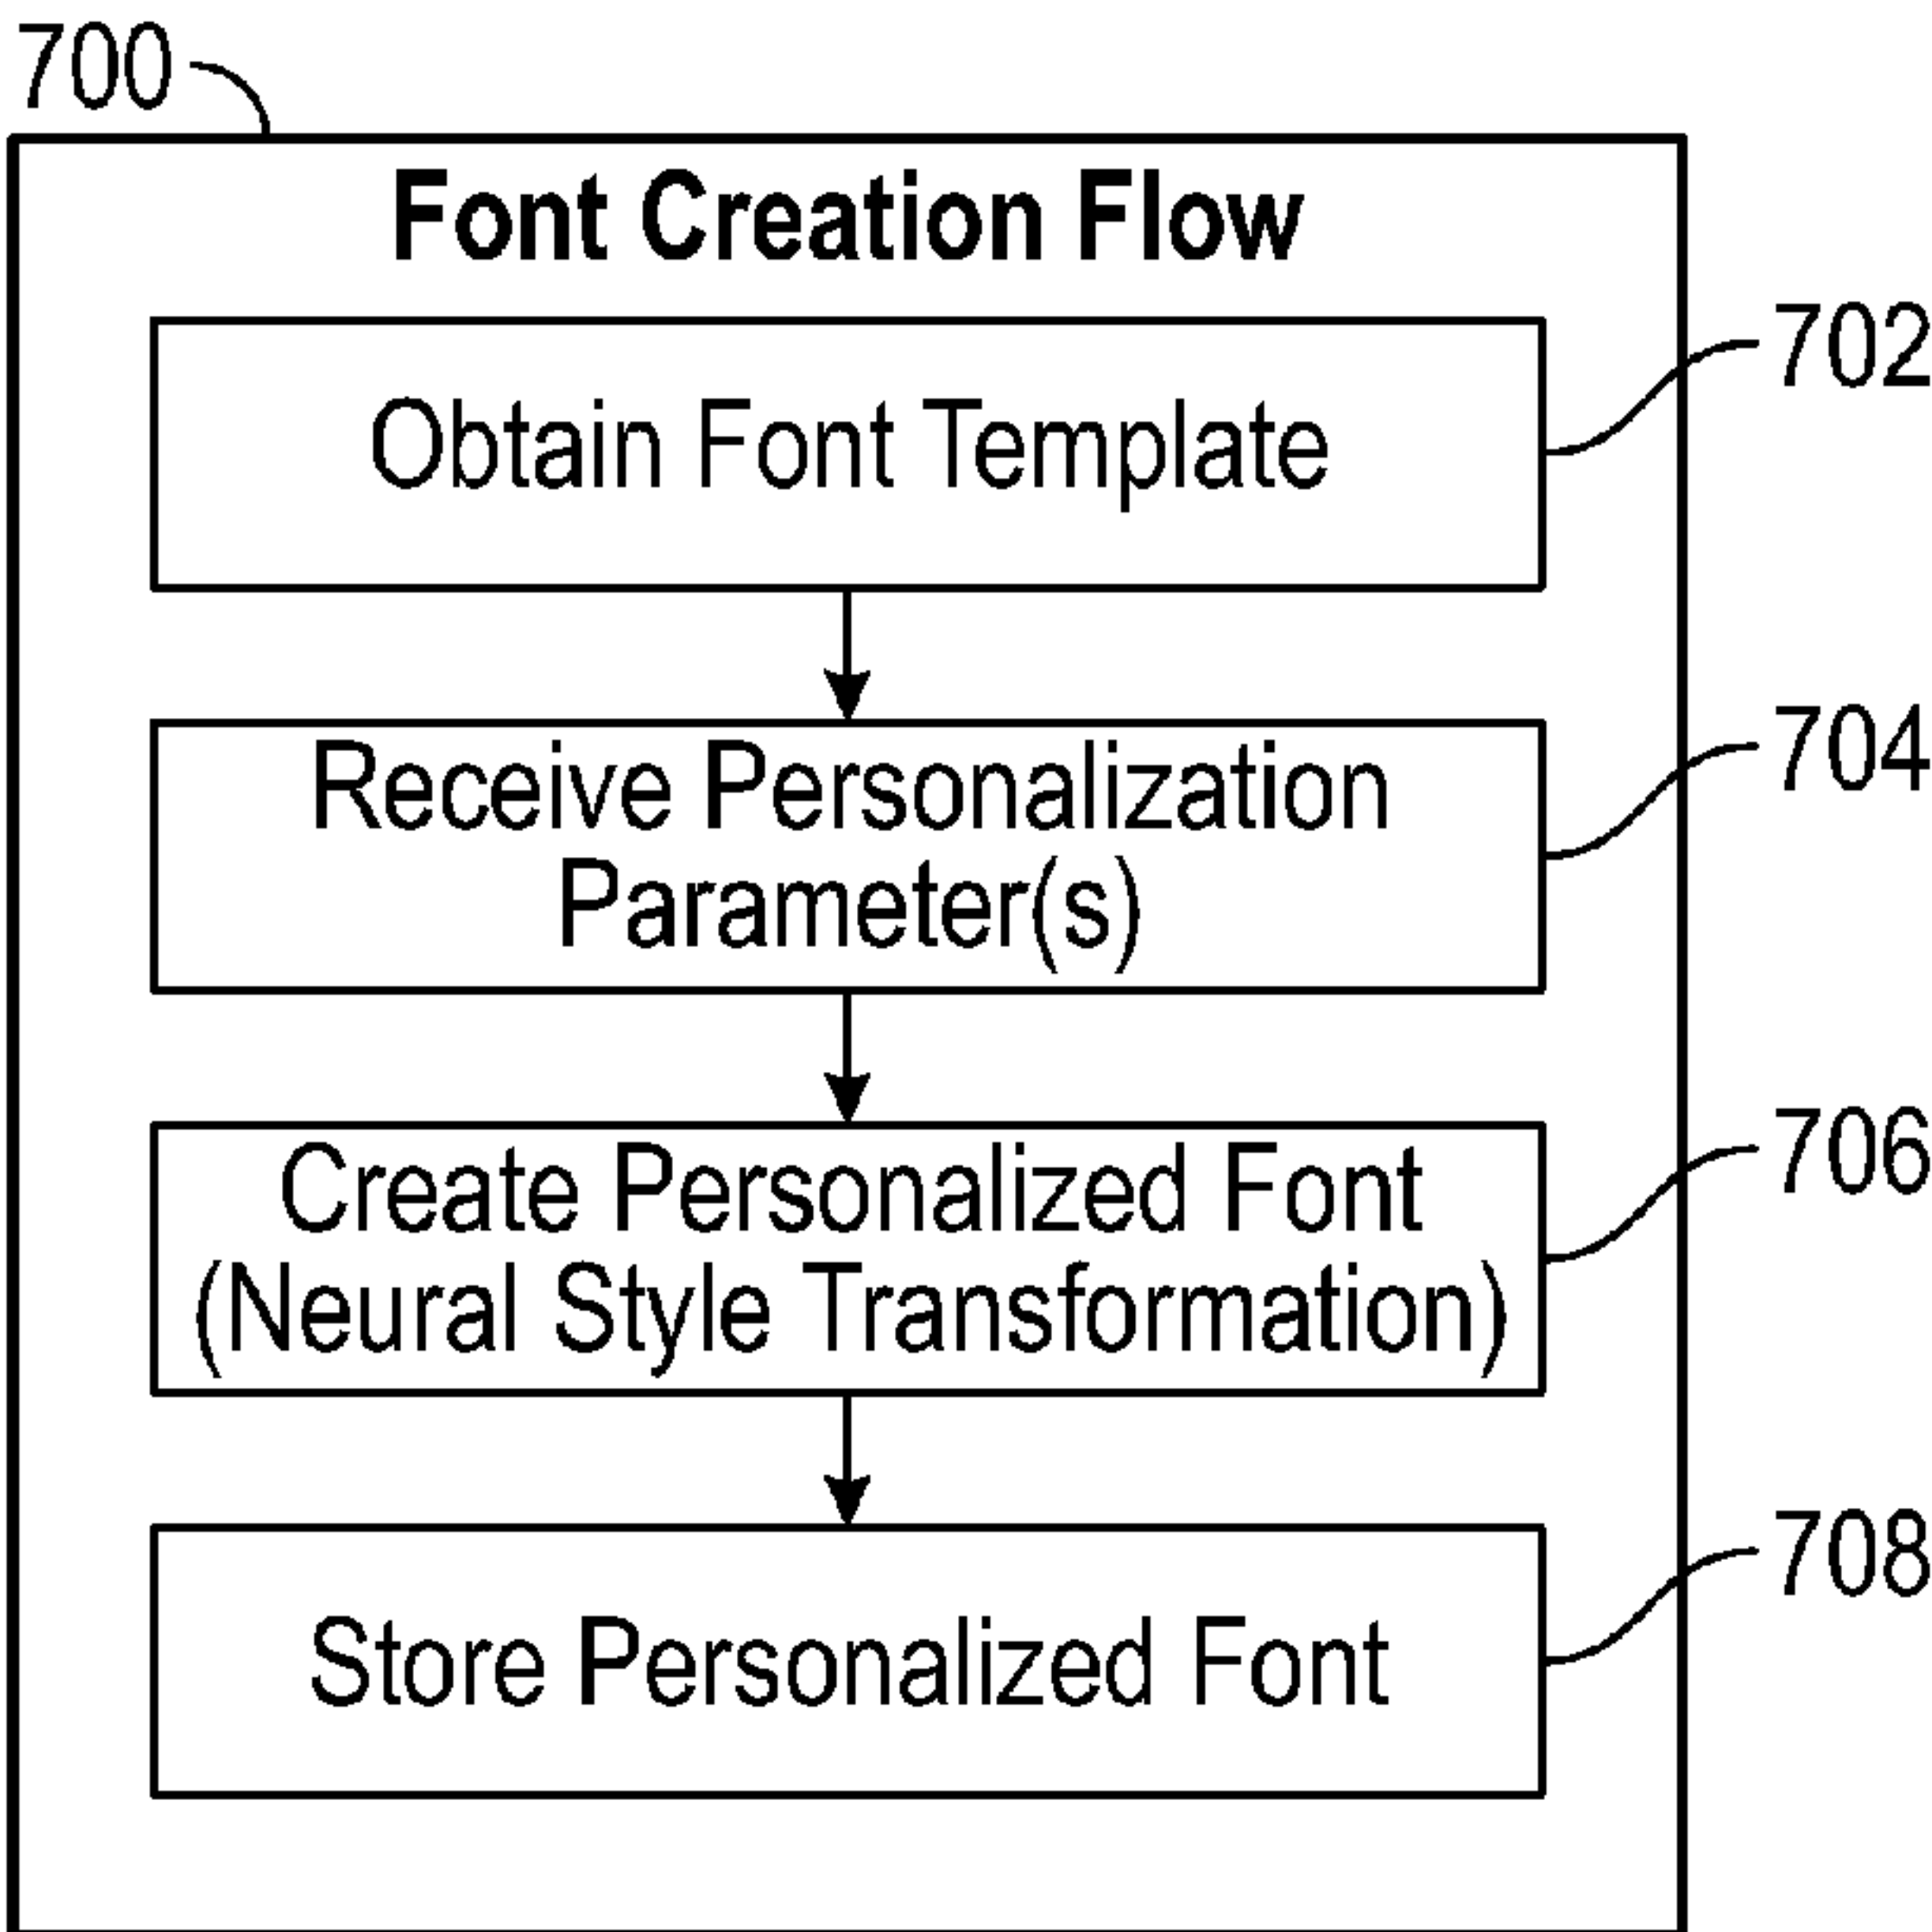 700
Font Creation Flow
702
Obtain Font Template
704
Receive Personalization
Parameter(s)
706
Create Personalized Font
(Neural Style Transformation)
708
Store Personalized Font